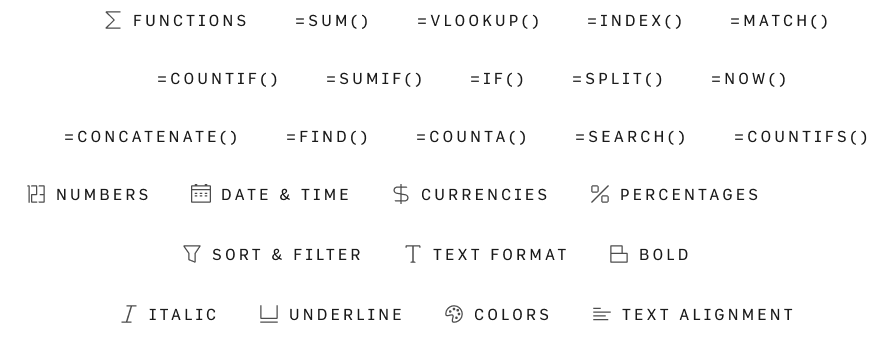 FUNCTIONS =SUM() =VLOOKUP() =INDEX() =MATCH()
=COUNTIF() =SUMIF() =IF() =SPLIT() =NOW()
=CONCATENATE() =FIND() =COUNTA() =SEARCH() =COUNTIFS()
NUMBERS DATE & TIME CURRENCIES PERCENTAGES
SORT & FILTER TEXT FORMAT BOLD
ITALIC UNDERLINE COLORS TEXT ALIGNMENT